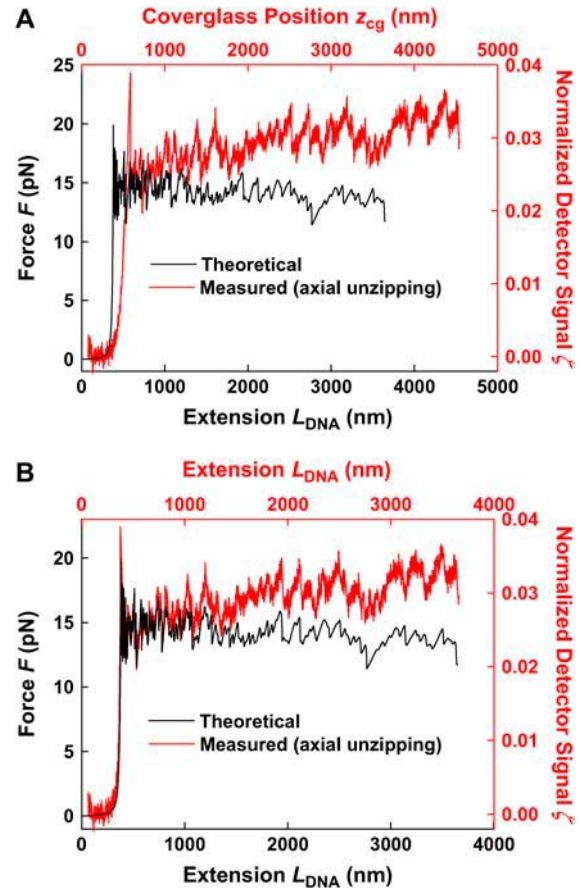 A
Coverglass Position z_cg (nm)
0 1000 2000 3000 4000 5000
25
20
15
10
5
0
Force F (pN)
0.04
0.03
0.02
0.01
0.00
Normalized Detector Signal ζ
Theoretical
Measured (axial unzipping)
0 1000 2000 3000 4000 5000
Extension L_DNA (nm)
B
Extension L_DNA (nm)
0 1000 2000 3000 4000
20
15
10
5
0
Force F (pN)
0.04
0.03
0.02
0.01
0.00
Normalized Detector Signal ζ
Theoretical
Measured (axial unzipping)
0 1000 2000 3000 4000
Extension L_DNA (nm)